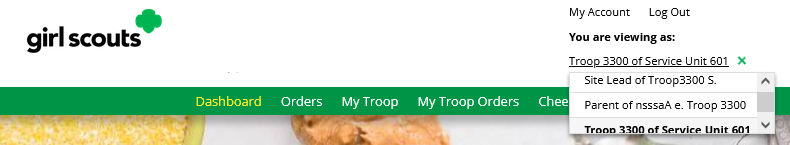 My Account Log Out
girl scouts
You are viewing as:
Troop 3300 of Service Unit 601 ×
Site Lead of Troop3300 S.
Dashboard Orders My Troop My Troop Orders Chee
Parent of nsssaA e. Troop 3300
Troop 3300 of Service Unit 601